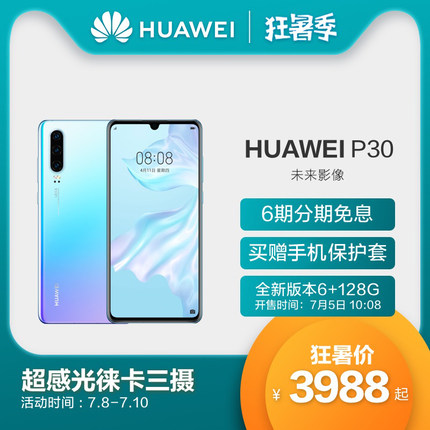 HUAWEI
狂暑季
08:08
HUAWEI
HUAWEI P30
未来影像
6期分期免息
买赠手机保护套
全新版本6+128G
开售时间：7月5日 10:08
超感光徕卡三摄
活动时间：7.8-7.10
狂暑价
¥ 3988 起